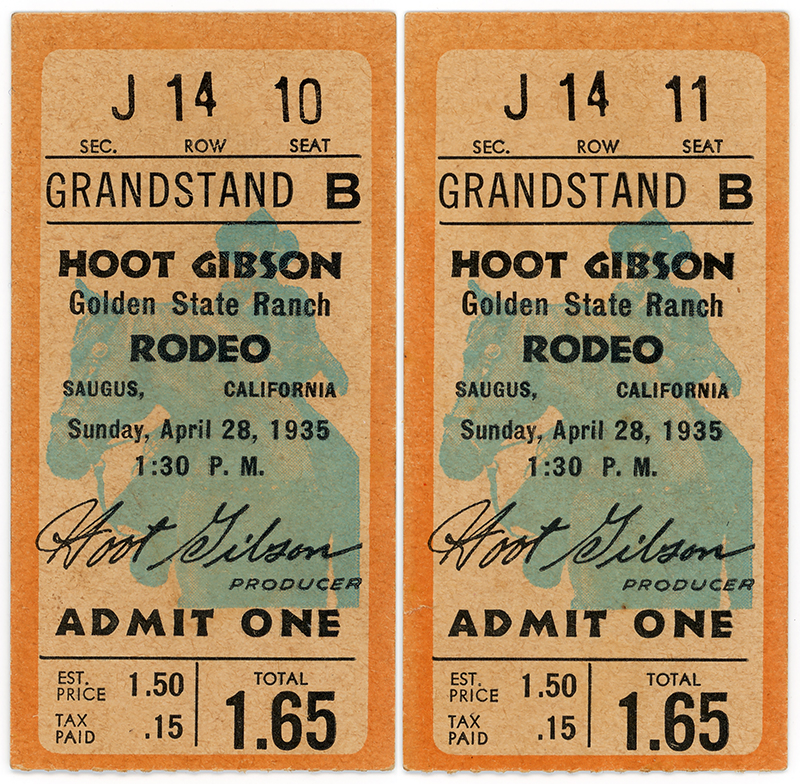 J 14 10
SEC. ROW SEAT
GRANDSTAND B
HOOT GIBSON
Golden State Ranch
RODEO
SAUGUS, CALIFORNIA
Sunday, April 28, 1935
1:30 P. M.
Hoot Gibson
PRODUCER
ADMIT ONE
EST. PRICE 1.50
TAX PAID .15
TOTAL
1.65
J 14 11
SEC. ROW SEAT
GRANDSTAND B
HOOT GIBSON
Golden State Ranch
RODEO
SAUGUS, CALIFORNIA
Sunday, April 28, 1935
1:30 P. M.
Hoot Gibson
PRODUCER
ADMIT ONE
EST. PRICE 1.50
TAX PAID .15
TOTAL
1.65